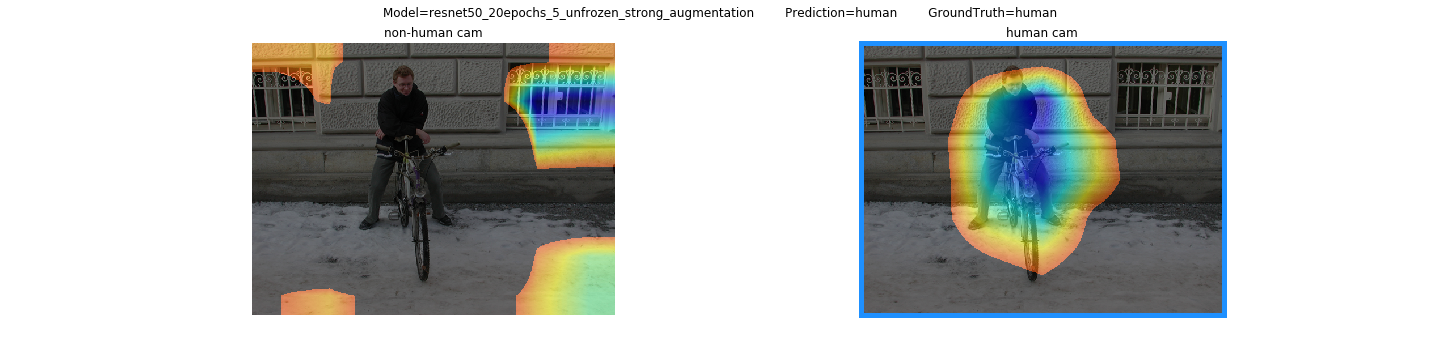 Model=resnet50_20epochs_5_unfrozen_strong_augmentation Prediction=human GroundTruth=human
non-human cam
human cam